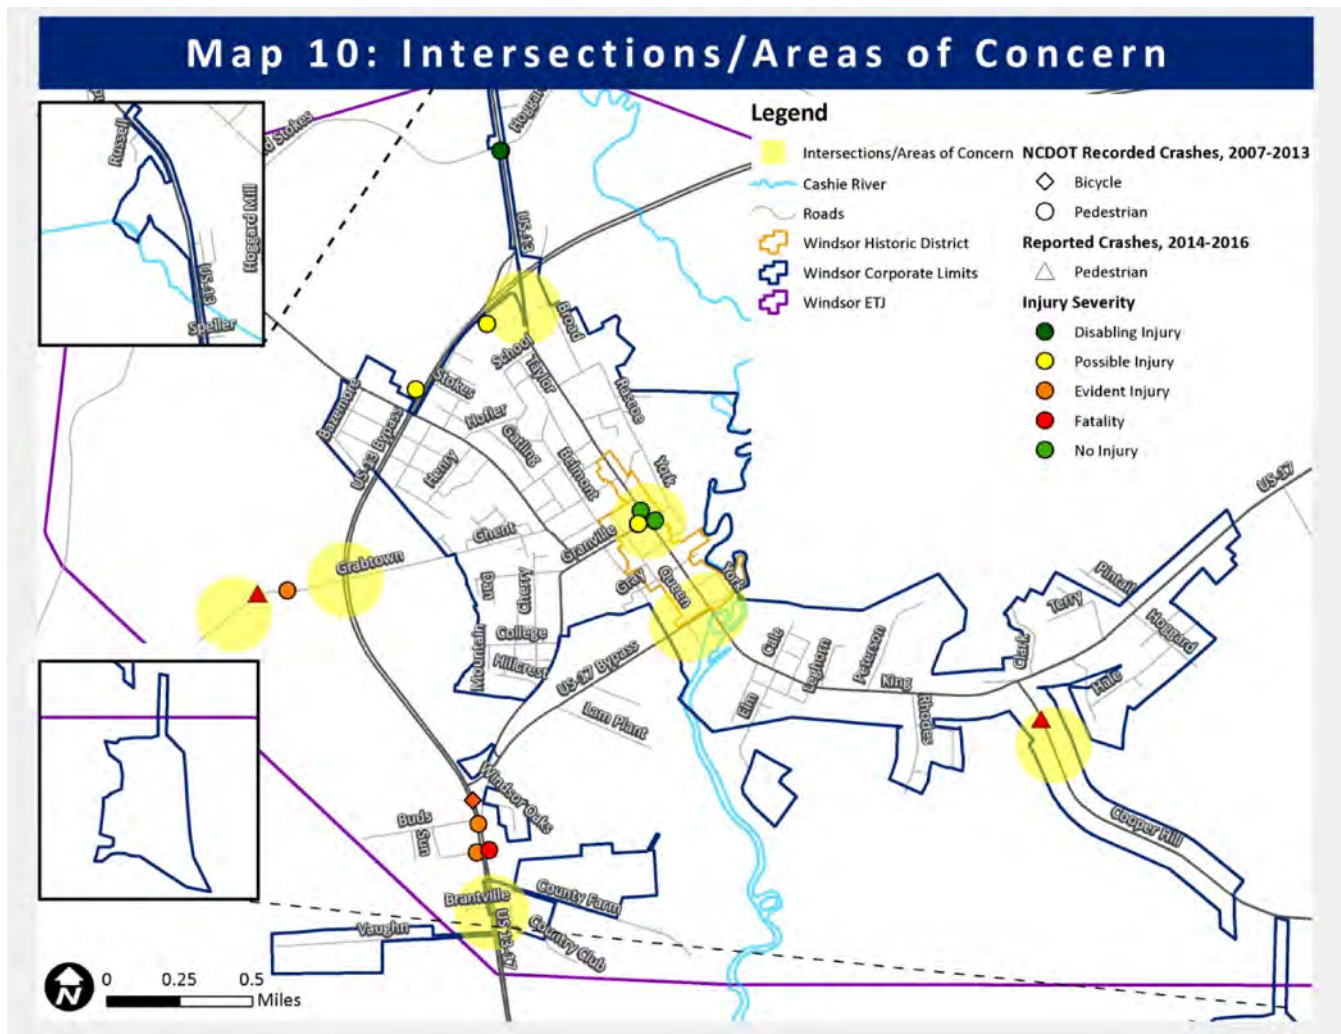 Map 10: Intersections/Areas of Concern
Legend
Intersections/Areas of Concern
Cashie River
Roads
Windsor Historic District
Windsor Corporate Limits
Windsor ETJ
NCDOT Recorded Crashes, 2007-2013
Bicycle
Pedestrian
Reported Crashes, 2014-2016
Pedestrian
Injury Severity
Disabling Injury
Possible Injury
Evident Injury
Fatality
No Injury
Russell
Hoggard Mill
US-13
Speller
d Stokes
Hoggar
US-13
Broad
School
Taylor
Stokes
Rascoe
Bazemore
Hofler
US-13 Bypass
Gatling
Henry
Belmont
York
US-17
Ghent
Granville
Grabtown
Gray
Queen
York
Dan
Cherry
Mountain
College
Hillcrest
US-17 Bypass
Lam Plant
Cale
Leghorn
Peterson
Elm
King
Rhodes
Clark
Terry
Pintail
Hoggard
Hale
Cooper Hill
Windsor Oaks
Buds
Sun
Brantville
County Farm
Vaughn
US-13-17
Country Club
N
0 0.25 0.5
Miles